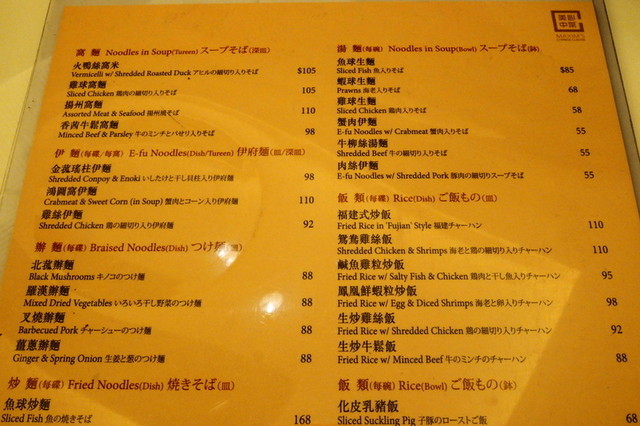 美心
中菜
MAXIM'S
窩 麵 Noodles in Soup(Tureen) スープそば(深皿)
火鴨絲窩米
Vermicelli w/ Shredded Roasted Duck アヒルの細切り入りそば $105
雞球窩麵
Sliced Chicken 鶏肉の細切り入りそば 105
揚州窩麵
Assorted Meat & Seafood 揚州風そば 110
香茜牛鬆窩麵
Minced Beef & Parsley 牛のミンチとパセリ入りそば 98
伊 麵(每碟/每窩) E-fu Noodles(Dish/Tureen) 伊府麵(皿/深皿)
金菰瑤柱伊麵
Shredded Conpoy & Enoki いしたけと干し貝柱入り伊府麵 98
鴻圖窩伊麵
Crabmeat & Sweet Corn (in Soup) 蟹肉とコーン入り伊府麵 110
雞絲伊麵
Shredded Chicken 鶏の細切り入り伊府麵 92
辦 麵(每碟) Braised Noodles(Dish) つけ麺(皿)
北菰辦麵
Black Mushrooms キノコのつけ麺 88
羅漢辦麵
Mixed Dried Vegetables いろいろ干し野菜のつけ麺 88
叉燒辦麵
Barbecued Pork チャーシューのつけ麺 88
薑蔥辦麵
Ginger & Spring Onion 生姜と葱のつけ麺 88
炒 麵(每碟) Fried Noodles(Dish) 焼きそば(皿)
魚球炒麵
Sliced Fish 魚の焼きそば 168
湯 麵(每碗) Noodles in Soup(Bowl) スープそば(鉢)
魚球生麵
Sliced Fish 魚入りそば $85
蝦球生麵
Prawns 海老入りそば 68
雞球生麵
Sliced Chicken 鶏肉入りそば 58
蟹肉伊麵
E-fu Noodles w/ Crabmeat 蟹肉入りそば 55
牛柳絲湯麵
Shredded Beef 牛の細切り入りそば 55
肉絲伊麵
E-fu Noodles w/ Shredded Pork 豚肉の細切り入りスープそば 55
飯 類(每碟) Rice(Dish) ご飯もの(皿)
福建式炒飯
Fried Rice in 'Fujian' Style 福建チャーハン 110
鴛鴦雞絲飯
Shredded Chicken & Shrimps 海老と鶏の細切り入りチャーハン 110
鹹魚雞粒炒飯
Fried Rice w/ Salty Fish & Chicken 鶏肉と干し魚入りチャーハン 95
鳳凰鮮蝦粒炒飯
Fried Rice w/ Egg & Diced Shrimps 海老と卵入りチャーハン 98
生炒雞絲飯
Fried Rice w/ Shredded Chicken 鶏の細切り入りチャーハン 92
生炒牛鬆飯
Fried Rice w/ Minced Beef 牛のミンチのチャーハン 88
飯 類(每碗) Rice(Bowl) ご飯もの(鉢)
化皮乳豬飯
Sliced Suckling Pig 子豚のローストご飯 68